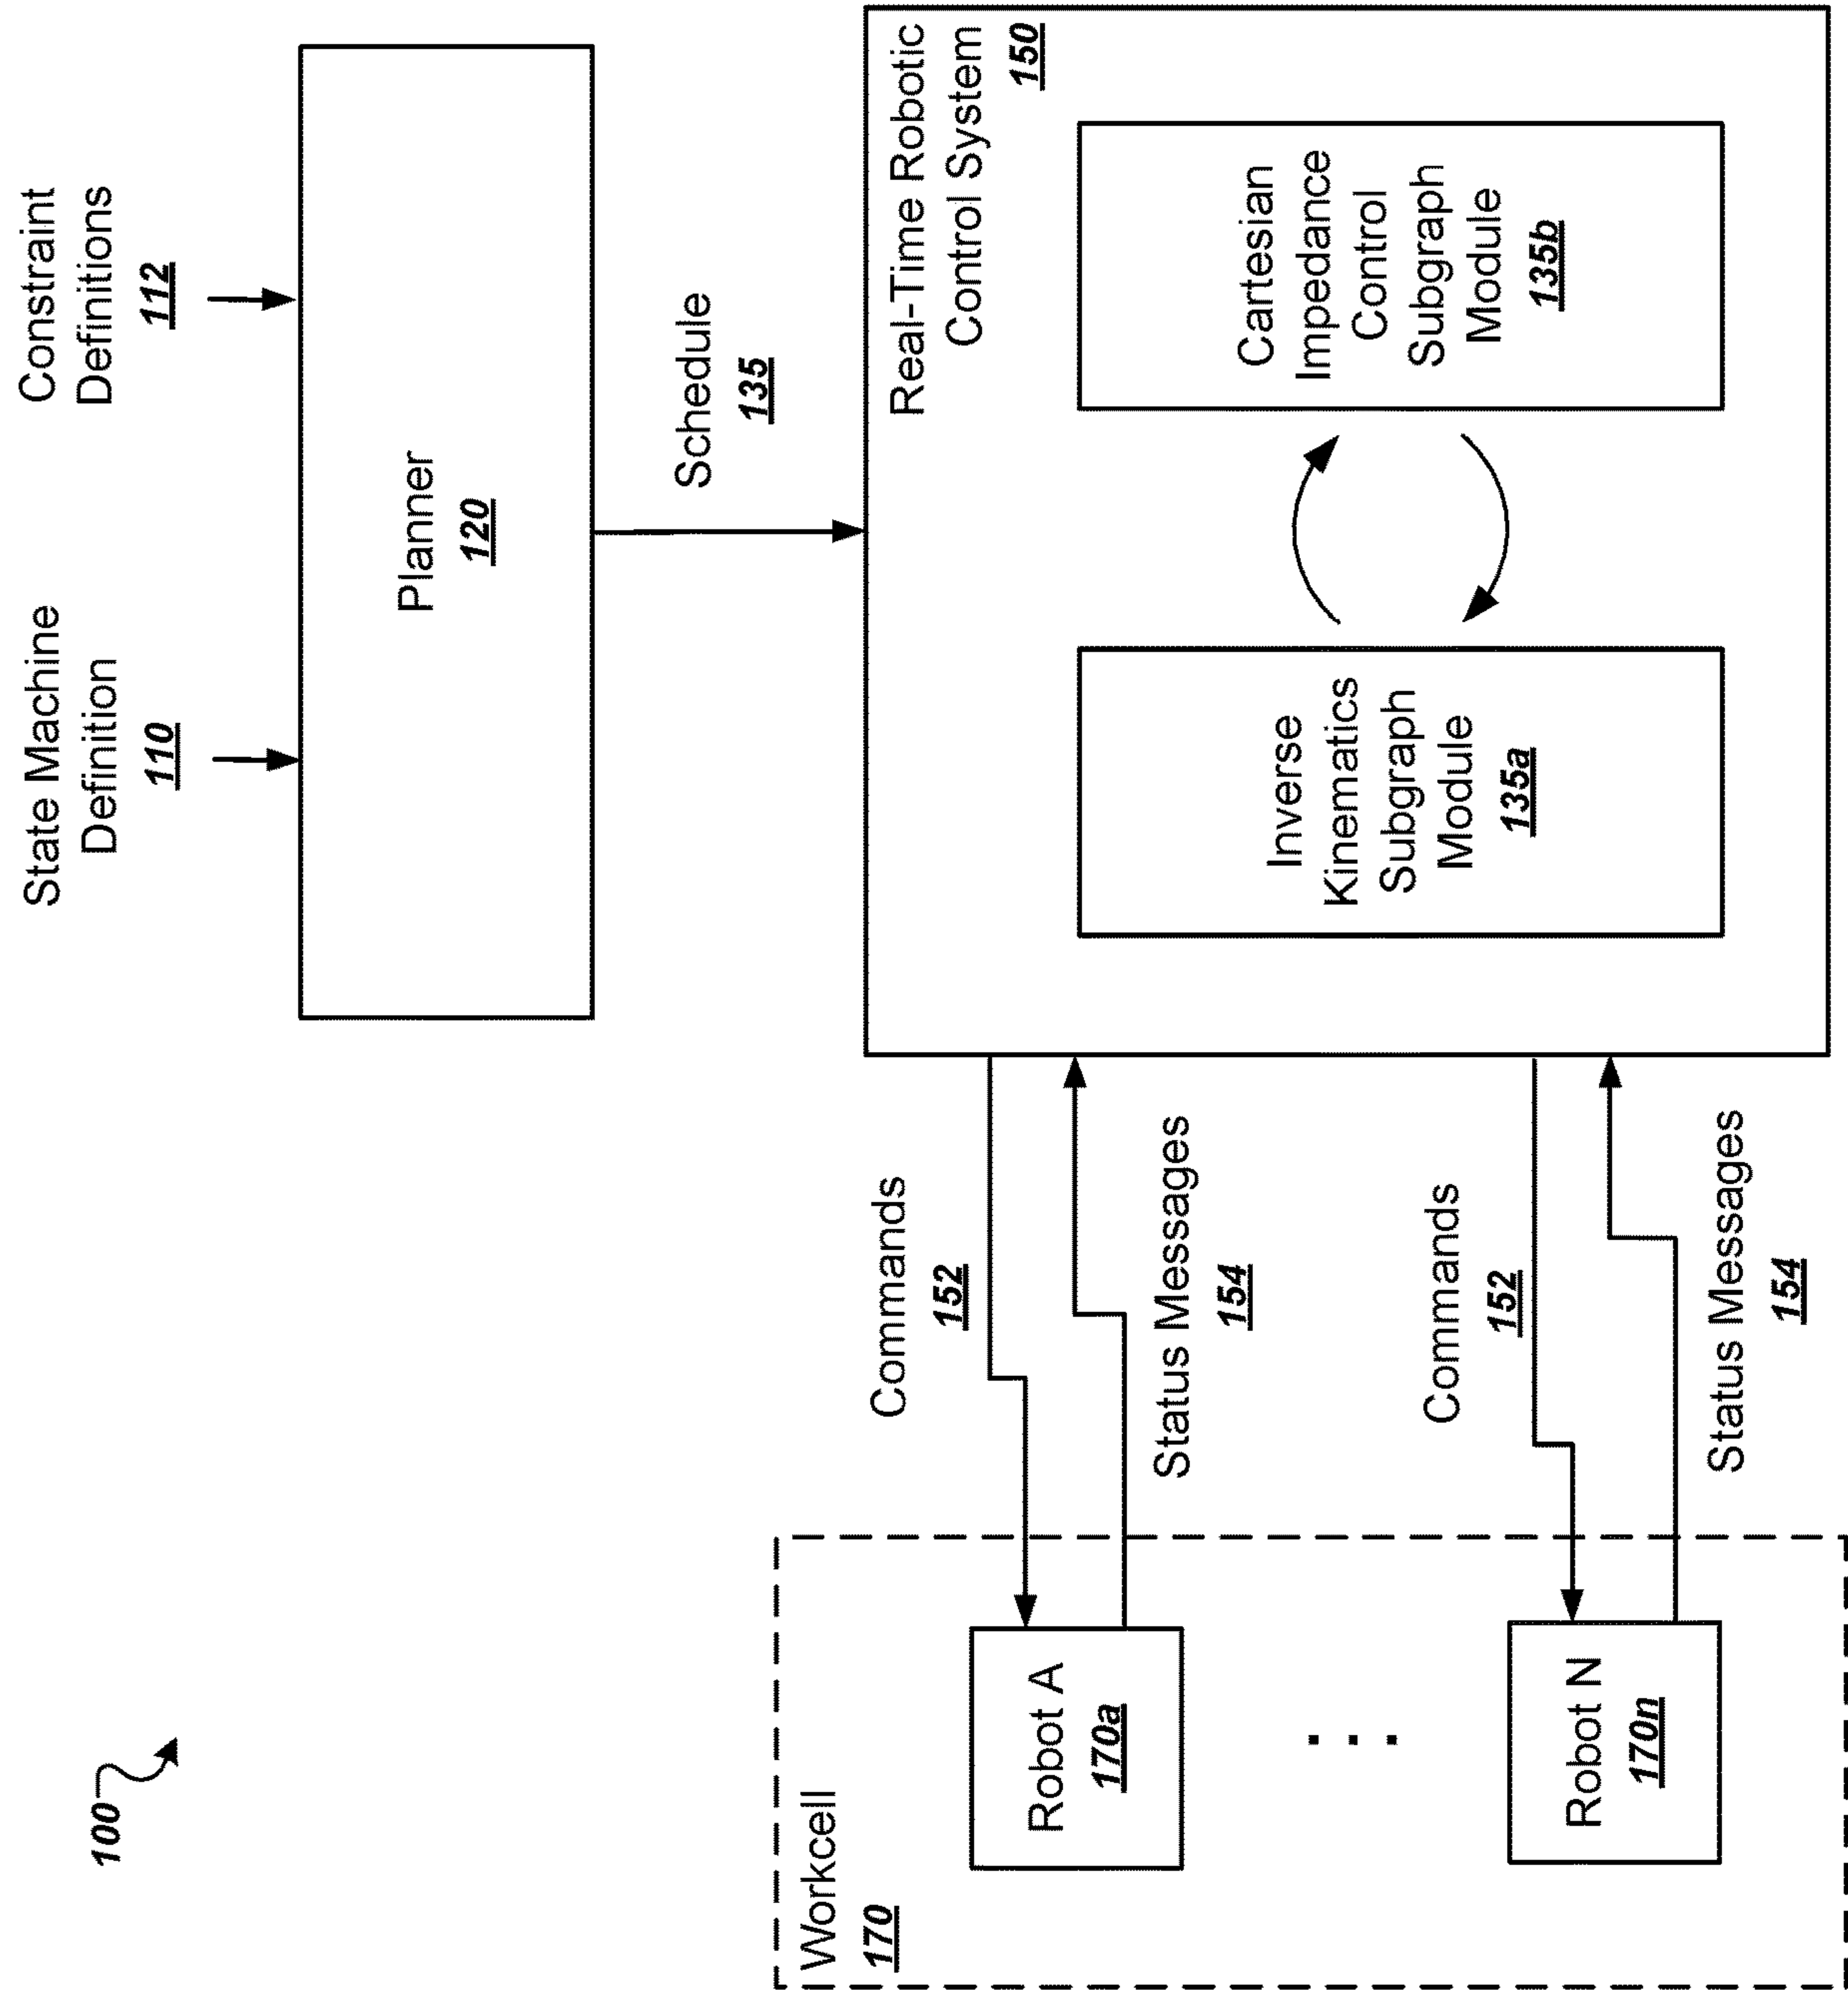 100
State Machine
Definition
110
Constraint
Definitions
112
Planner
120
Schedule
135
Workcell
170
Robot A
170a
Robot N
170n
Commands
152
Status Messages
154
Commands
152
Status Messages
154
Real-Time Robotic
Control System
150
Inverse
Kinematics
Subgraph
Module
135a
Cartesian
Impedance
Control
Subgraph
Module
135b